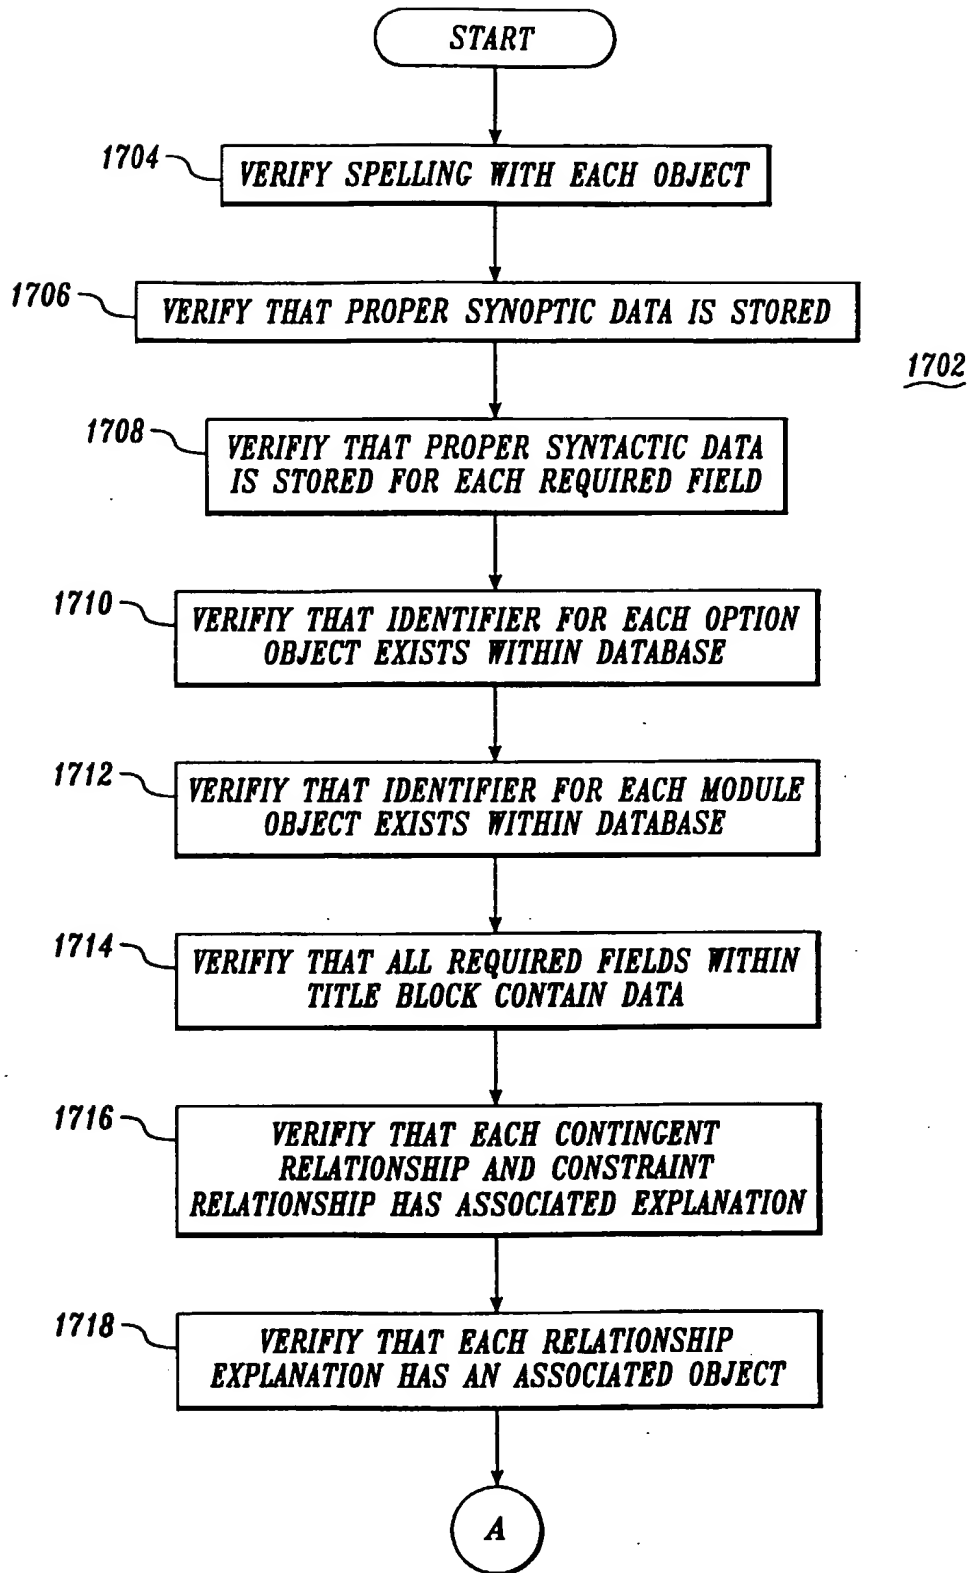 START
1704
VERIFY SPELLING WITH EACH OBJECT
1706
VERIFY THAT PROPER SYNOPTIC DATA IS STORED
1702
1708
VERIFIY THAT PROPER SYNTACTIC DATA
IS STORED FOR EACH REQUIRED FIELD
1710
VERIFIY THAT IDENTIFIER FOR EACH OPTION
OBJECT EXISTS WITHIN DATABASE
1712
VERIFIY THAT IDENTIFIER FOR EACH MODULE
OBJECT EXISTS WITHIN DATABASE
1714
VERIFIY THAT ALL REQUIRED FIELDS WITHIN
TITLE BLOCK CONTAIN DATA
1716
VERIFIY THAT EACH CONTINGENT
RELATIONSHIP AND CONSTRAINT
RELATIONSHIP HAS ASSOCIATED EXPLANATION
1718
VERIFIY THAT EACH RELATIONSHIP
EXPLANATION HAS AN ASSOCIATED OBJECT
A